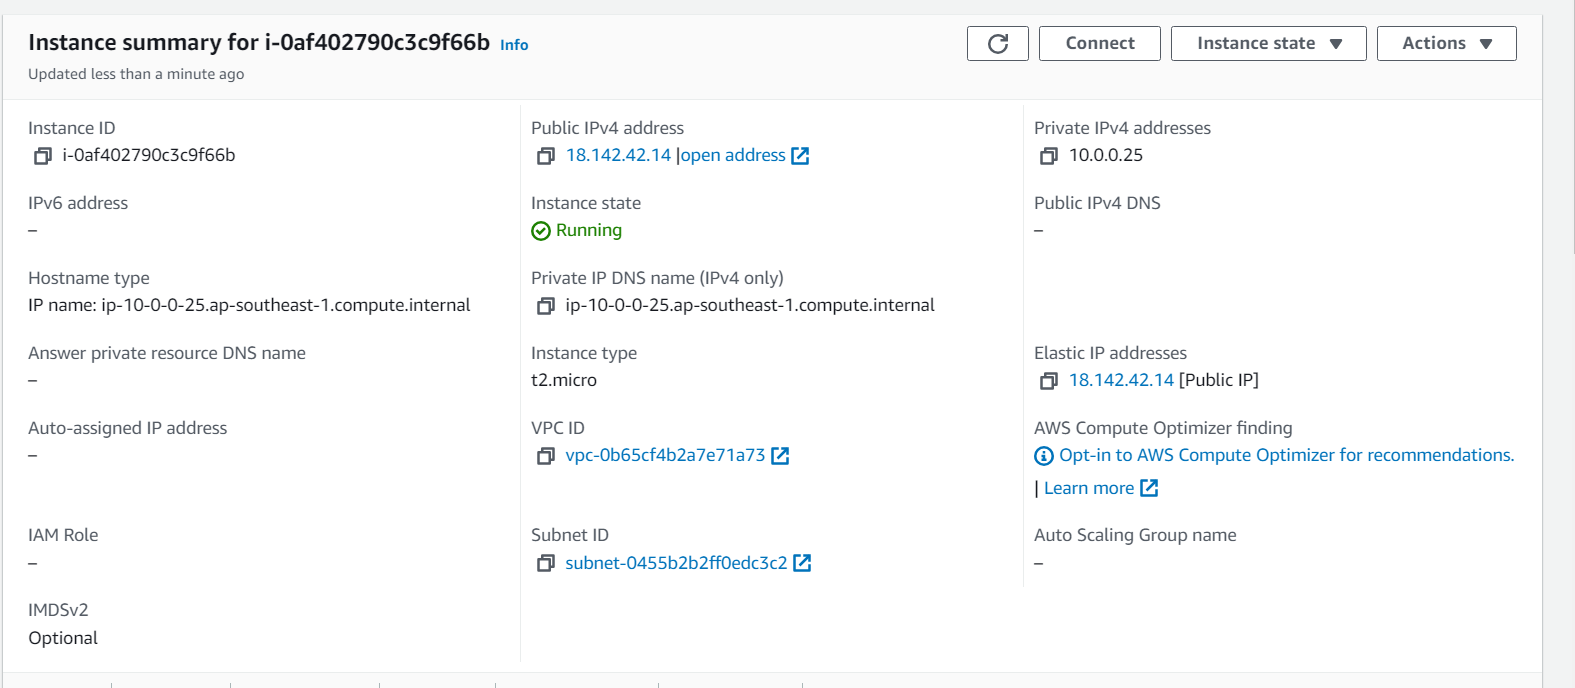 Instance summary for i-0af402790c3c9f66b Info
Updated less than a minute ago
Connect
Instance state
Actions
Instance ID
i-0af402790c3c9f66b
Public IPv4 address
18.142.42.14 |open address
Private IPv4 addresses
10.0.0.25
IPv6 address
–
Instance state
Running
Public IPv4 DNS
–
Hostname type
IP name: ip-10-0-0-25.ap-southeast-1.compute.internal
Private IP DNS name (IPv4 only)
ip-10-0-0-25.ap-southeast-1.compute.internal
Answer private resource DNS name
–
Instance type
t2.micro
Elastic IP addresses
18.142.42.14 [Public IP]
Auto-assigned IP address
–
VPC ID
vpc-0b65cf4b2a7e71a73
AWS Compute Optimizer finding
Opt-in to AWS Compute Optimizer for recommendations.
| Learn more
IAM Role
–
Subnet ID
subnet-0455b2b2ff0edc3c2
Auto Scaling Group name
–
IMDSv2
Optional